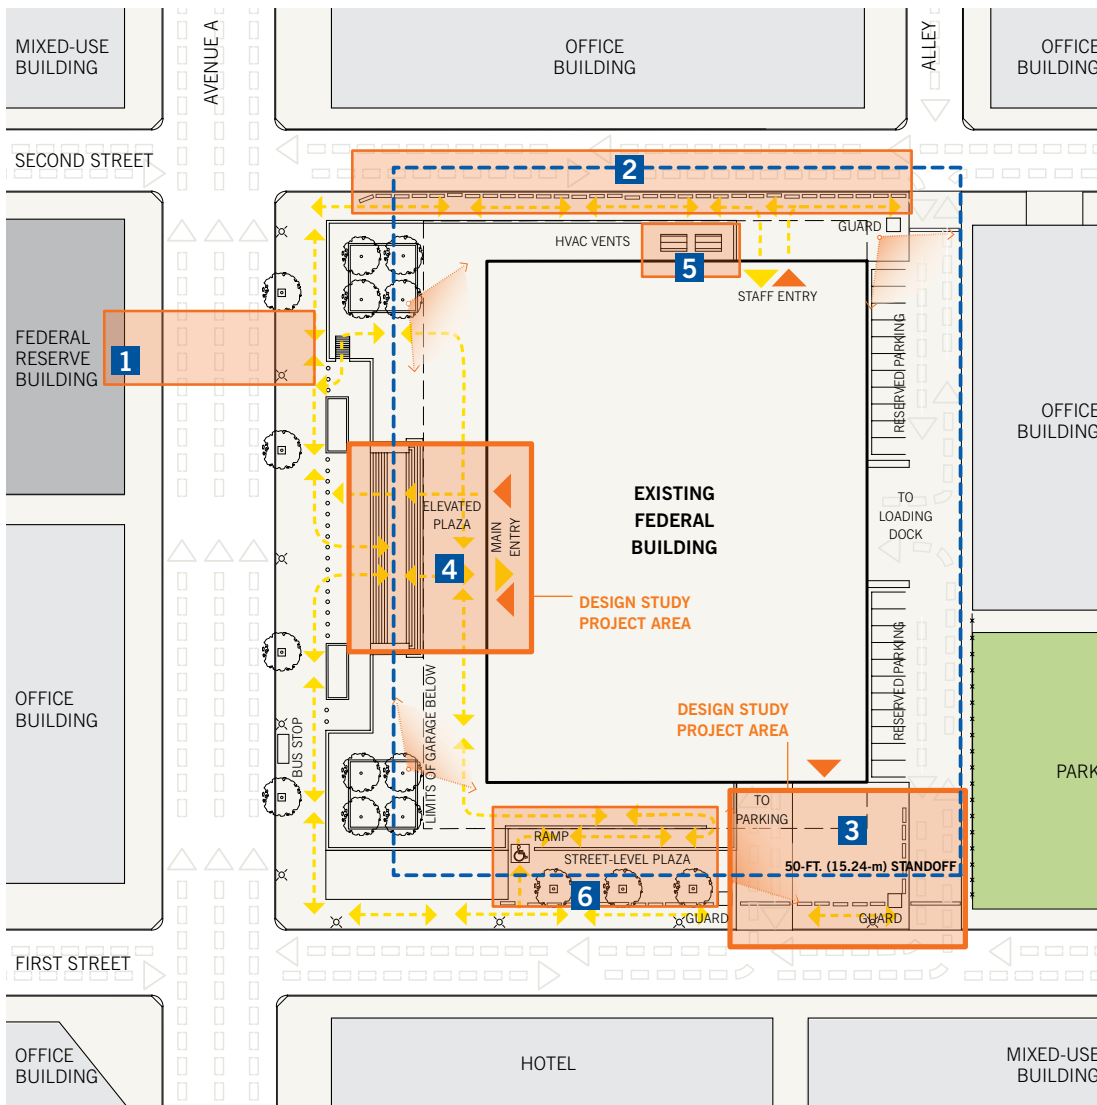 MIXED-USE
BUILDING
AVENUE A
OFFICE
BUILDING
ALLEY
OFFICE
BUILDING
SECOND STREET
2
GUARD
HVAC VENTS
5
STAFF ENTRY
FEDERAL
RESERVE
BUILDING
1
RESERVED PARKING
OFFICE
BUILDING
ELEVATED
PLAZA
MAIN
ENTRY
4
EXISTING
FEDERAL
BUILDING
TO
LOADING
DOCK
DESIGN STUDY
PROJECT AREA
OFFICE
BUILDING
BUS STOP
LIMITS OF GARAGE BELOW
RESERVED PARKING
DESIGN STUDY
PROJECT AREA
PARK
TO
PARKING
3
RAMP
STREET-LEVEL PLAZA
50-FT. (15.24-m) STANDOFF
6
GUARD
GUARD
FIRST STREET
OFFICE
BUILDING
HOTEL
MIXED-USE
BUILDING